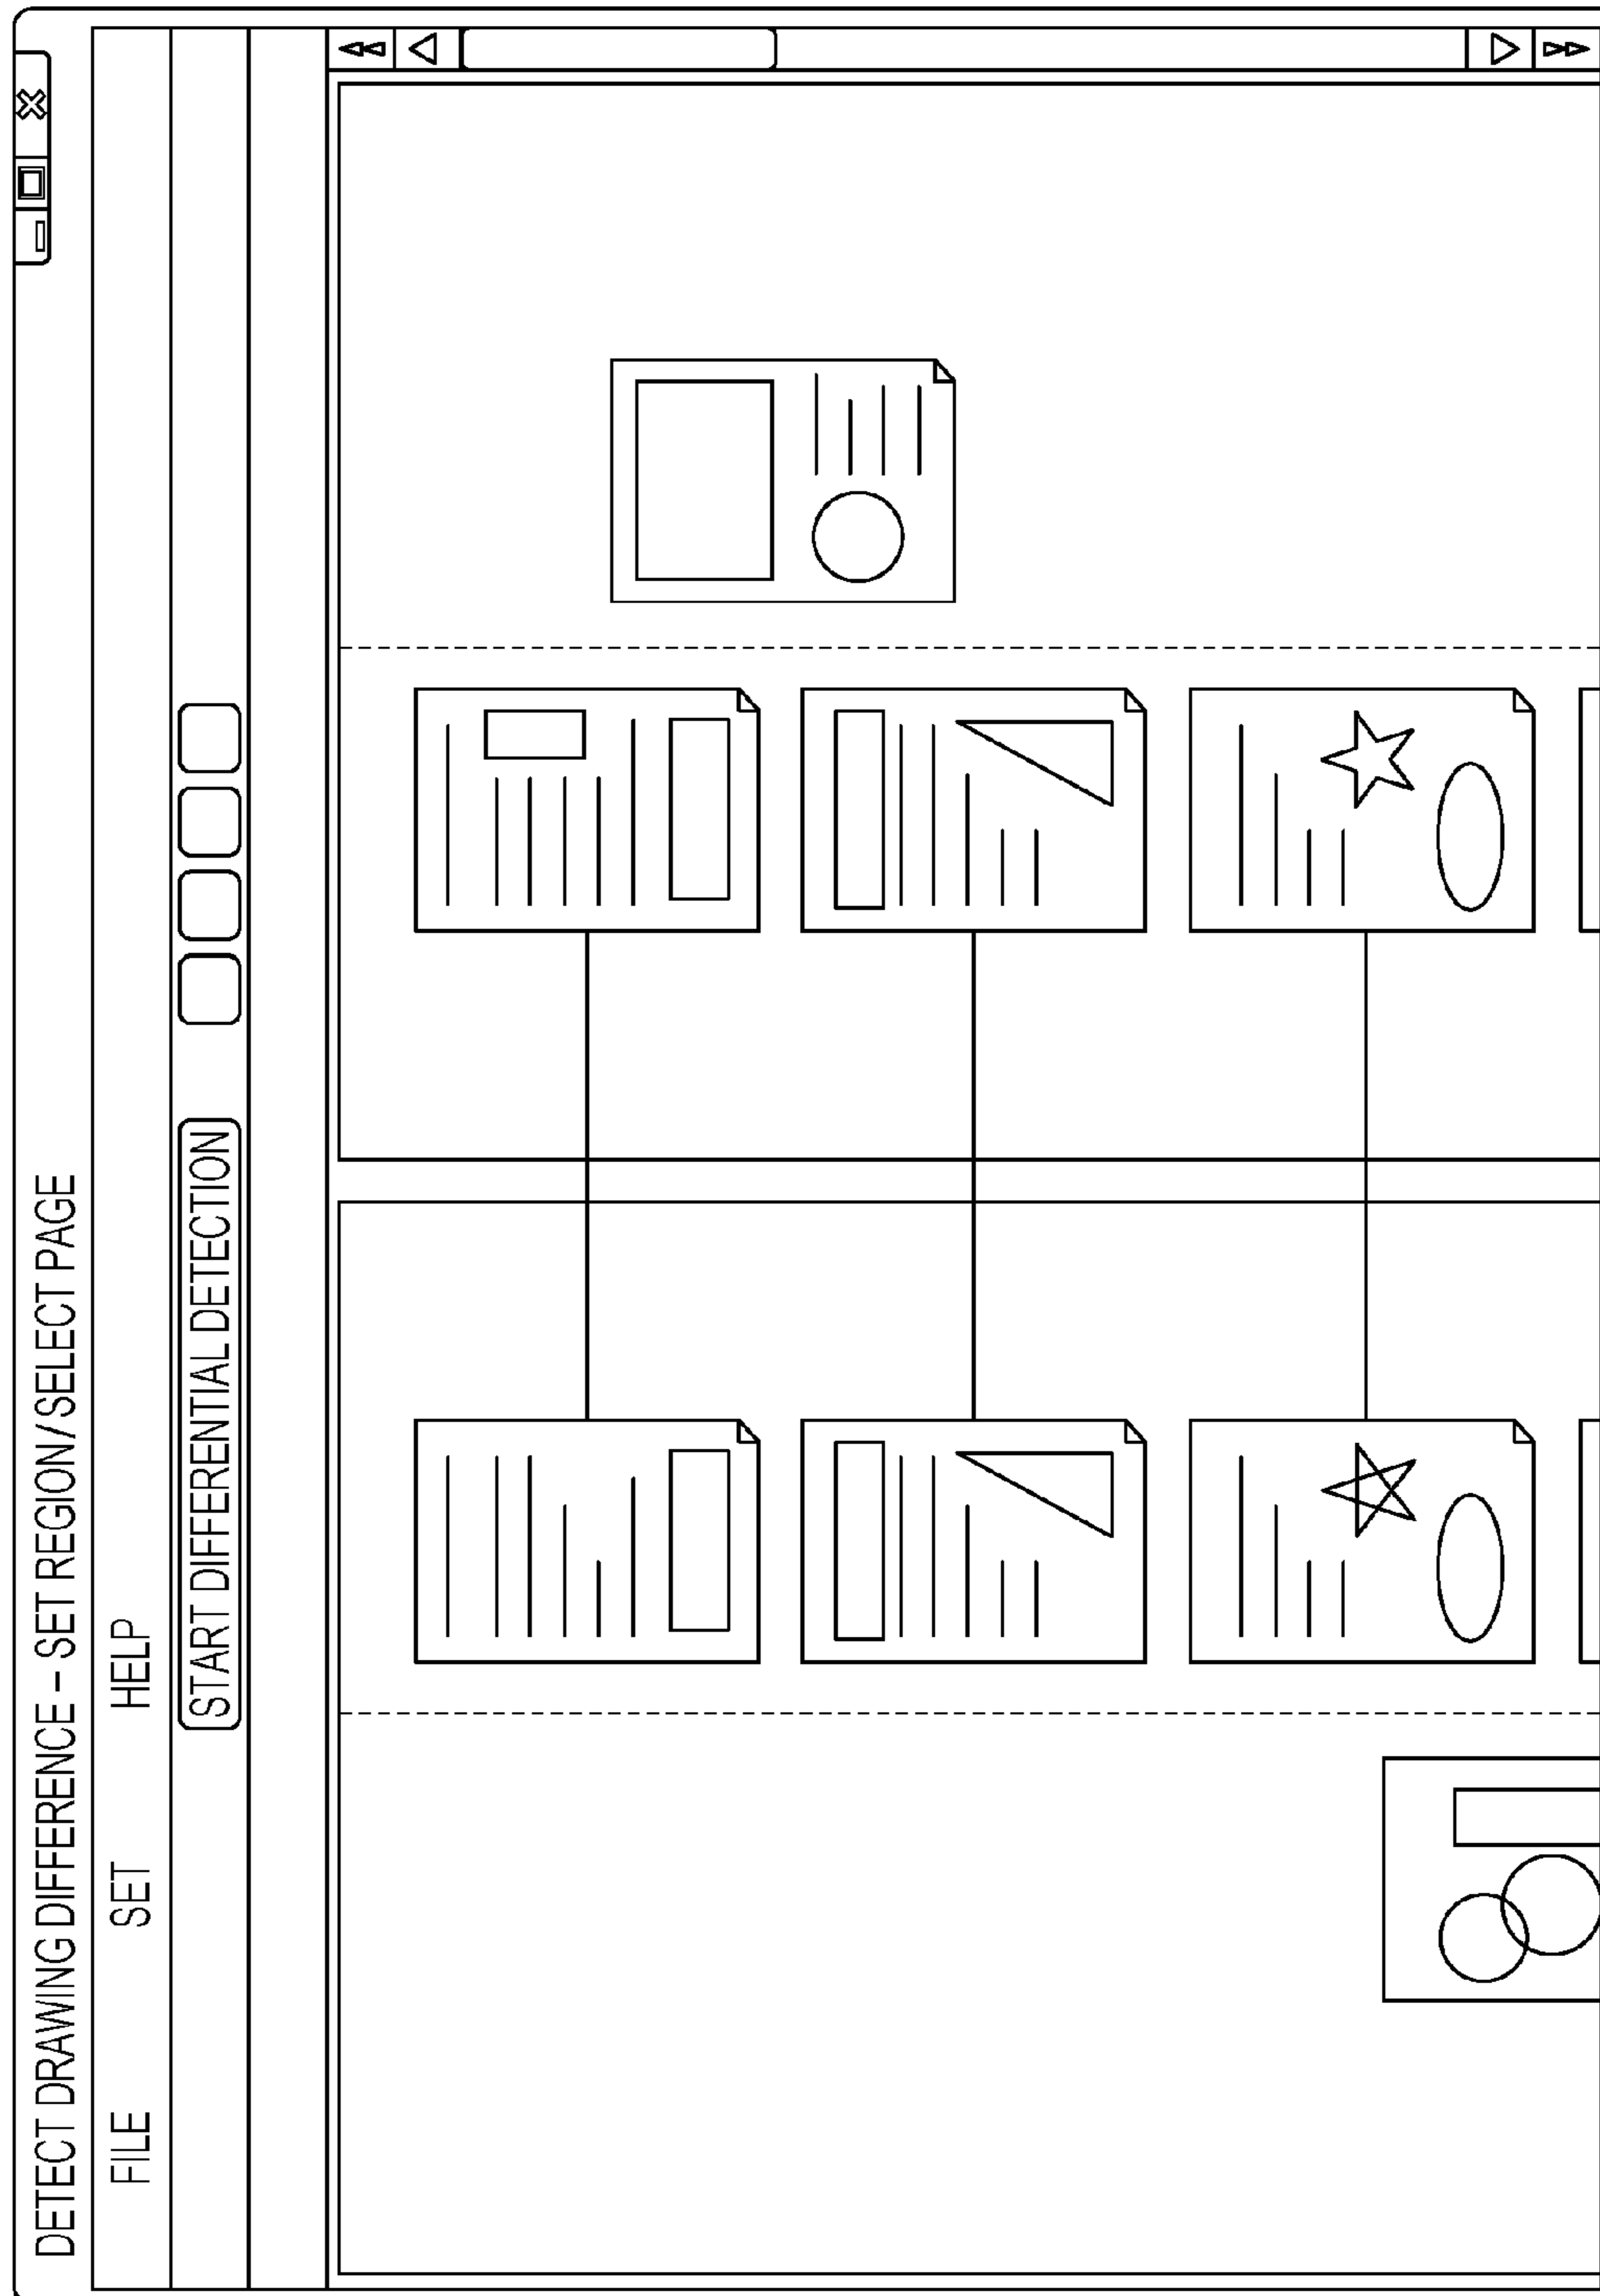 DETECT DRAWING DIFFERENCE – SET REGION/SELECT PAGE
FILE SET HELP
START DIFFERENTIAL DETECTION